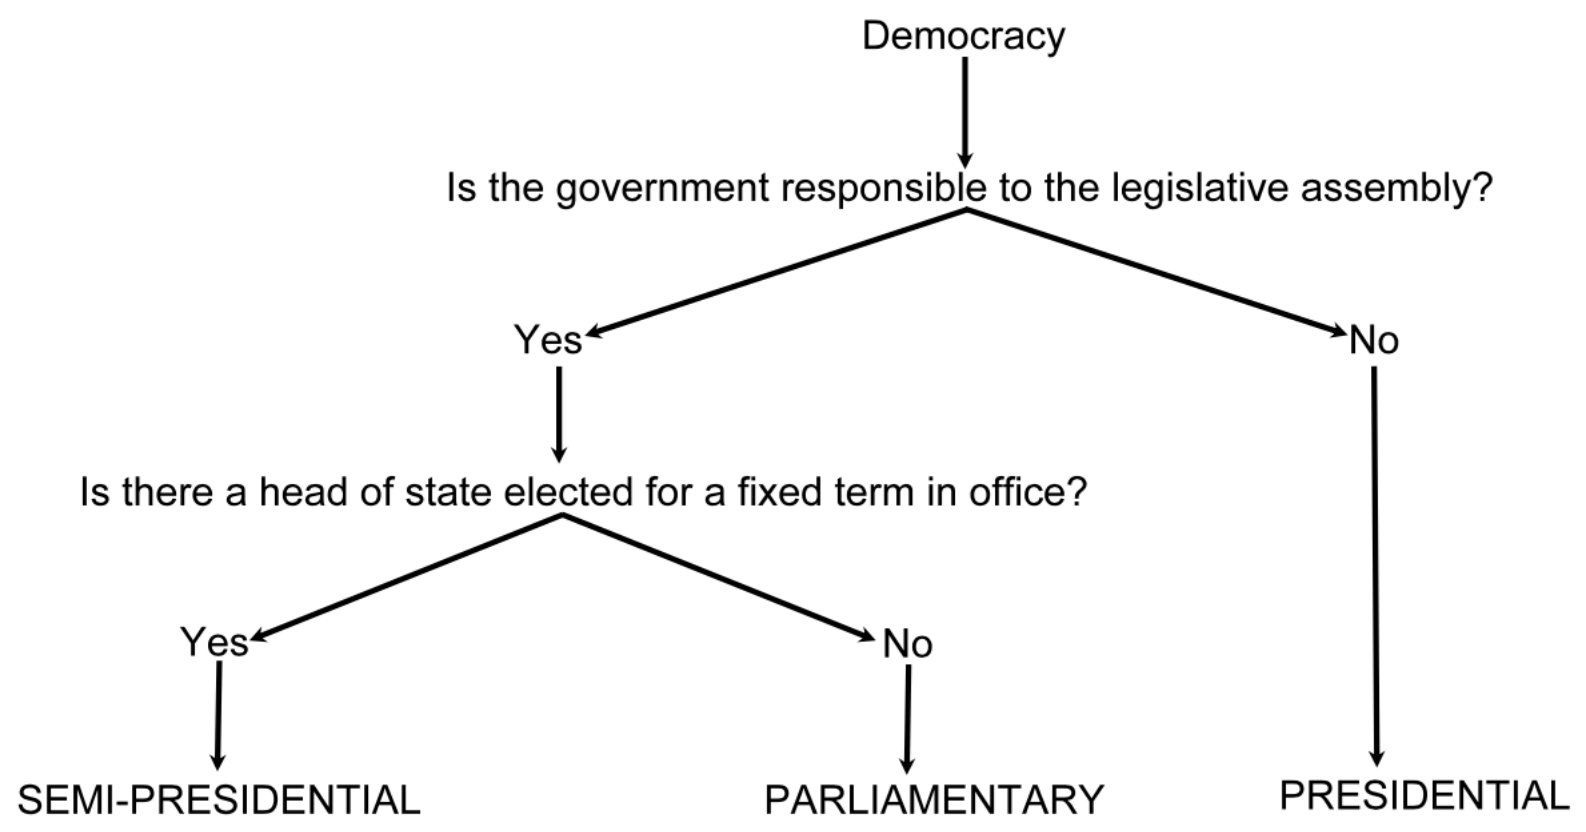 Democracy
Is the government responsible to the legislative assembly?
Yes
No
Is there a head of state elected for a fixed term in office?
Yes
No
SEMI-PRESIDENTIAL
PARLIAMENTARY
PRESIDENTIAL